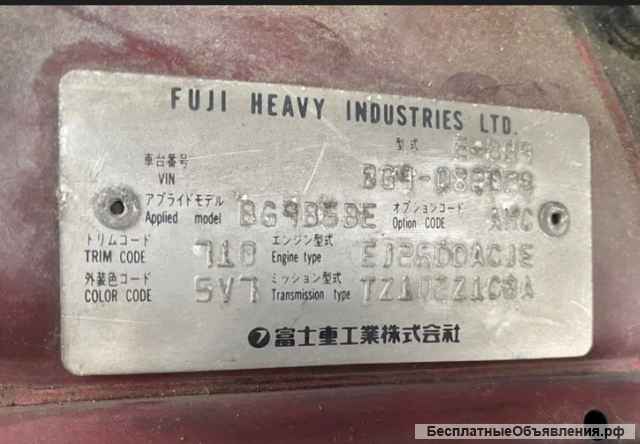 FUJI HEAVY INDUSTRIES LTD.
型式
車台番号
VIN
アプライドモデル BG9B58E オプションコード
Applied model Option CODE
トリムコード 710 エンジン型式
TRIM CODE Engine type
外装色コード 5V7 ミッション型式
COLOR CODE Transmission type
富士重工業株式会社
БесплатныеОбъявления.рф